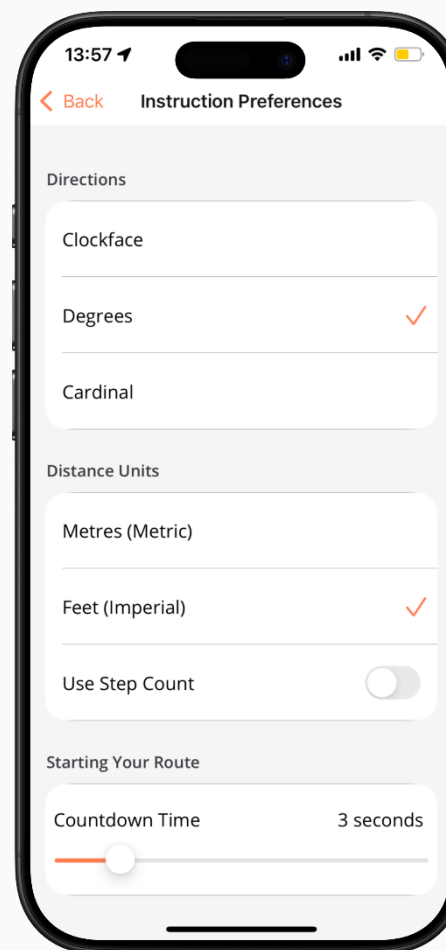 13:57
Back Instruction Preferences
Directions
Clockface
Degrees
Cardinal
Distance Units
Metres (Metric)
Feet (Imperial)
Use Step Count
Starting Your Route
Countdown Time 3 seconds